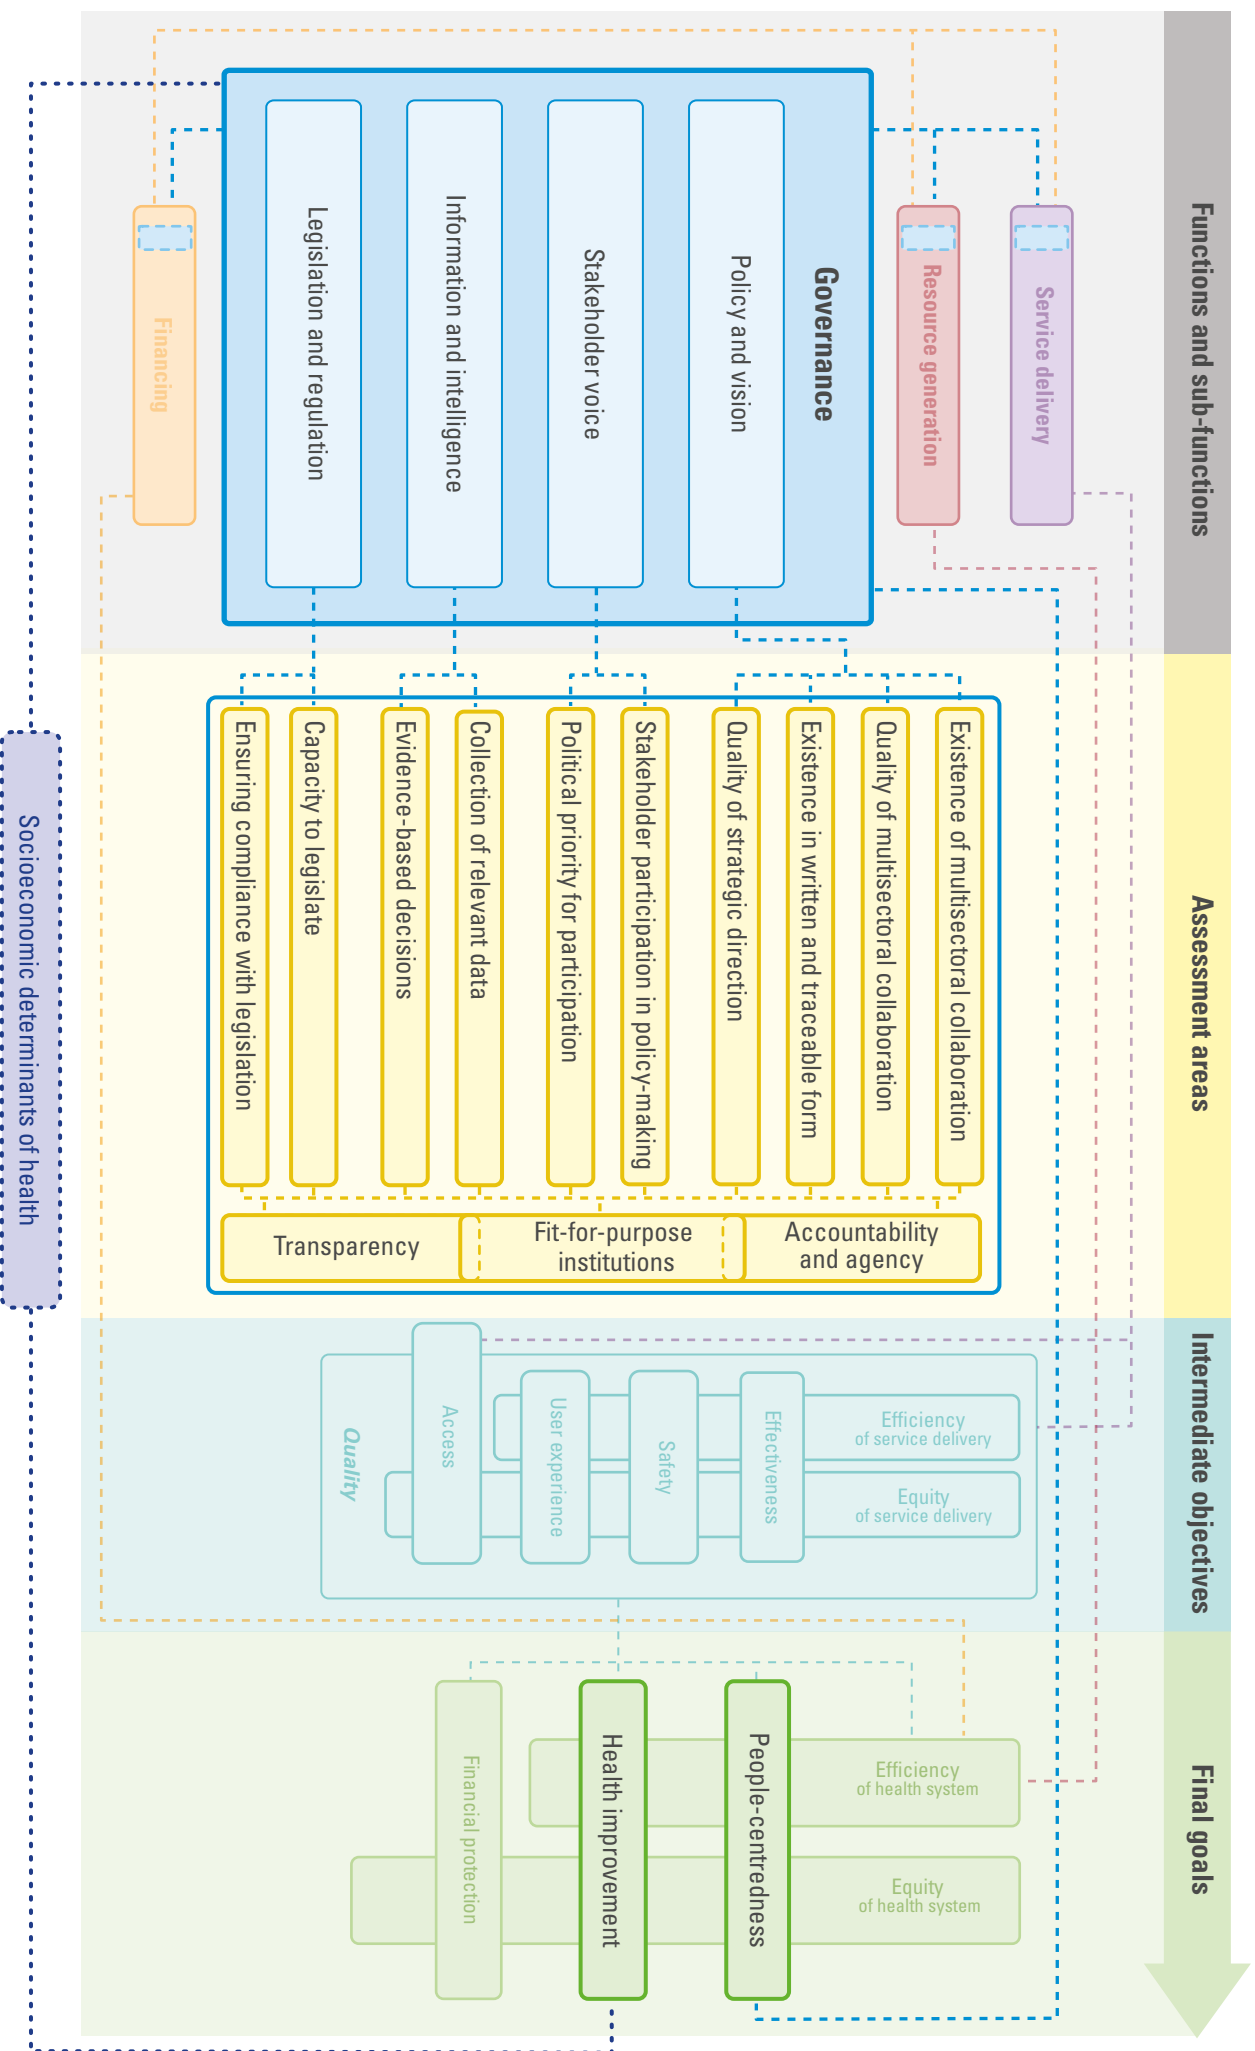 Functions and sub-functions
Service delivery
Resource generation
Governance
Policy and vision
Stakeholder voice
Information and intelligence
Legislation and regulation
Financing
Assessment areas
Existence of multisectoral collaboration
Quality of multisectoral collaboration
Existence in written and traceable form
Quality of strategic direction
Stakeholder participation in policy-making
Political priority for participation
Collection of relevant data
Evidence-based decisions
Capacity to legislate
Ensuring compliance with legislation
Transparency
Fit-for-purpose
institutions
Accountability
and agency
Socioeconomic determinants of health
Intermediate objectives
Efficiency
of service delivery
Equity
of service delivery
Effectiveness
Safety
User experience
Access
Quality
Final goals
Efficiency
of health system
Equity
of health system
People-centredness
Health improvement
Financial protection